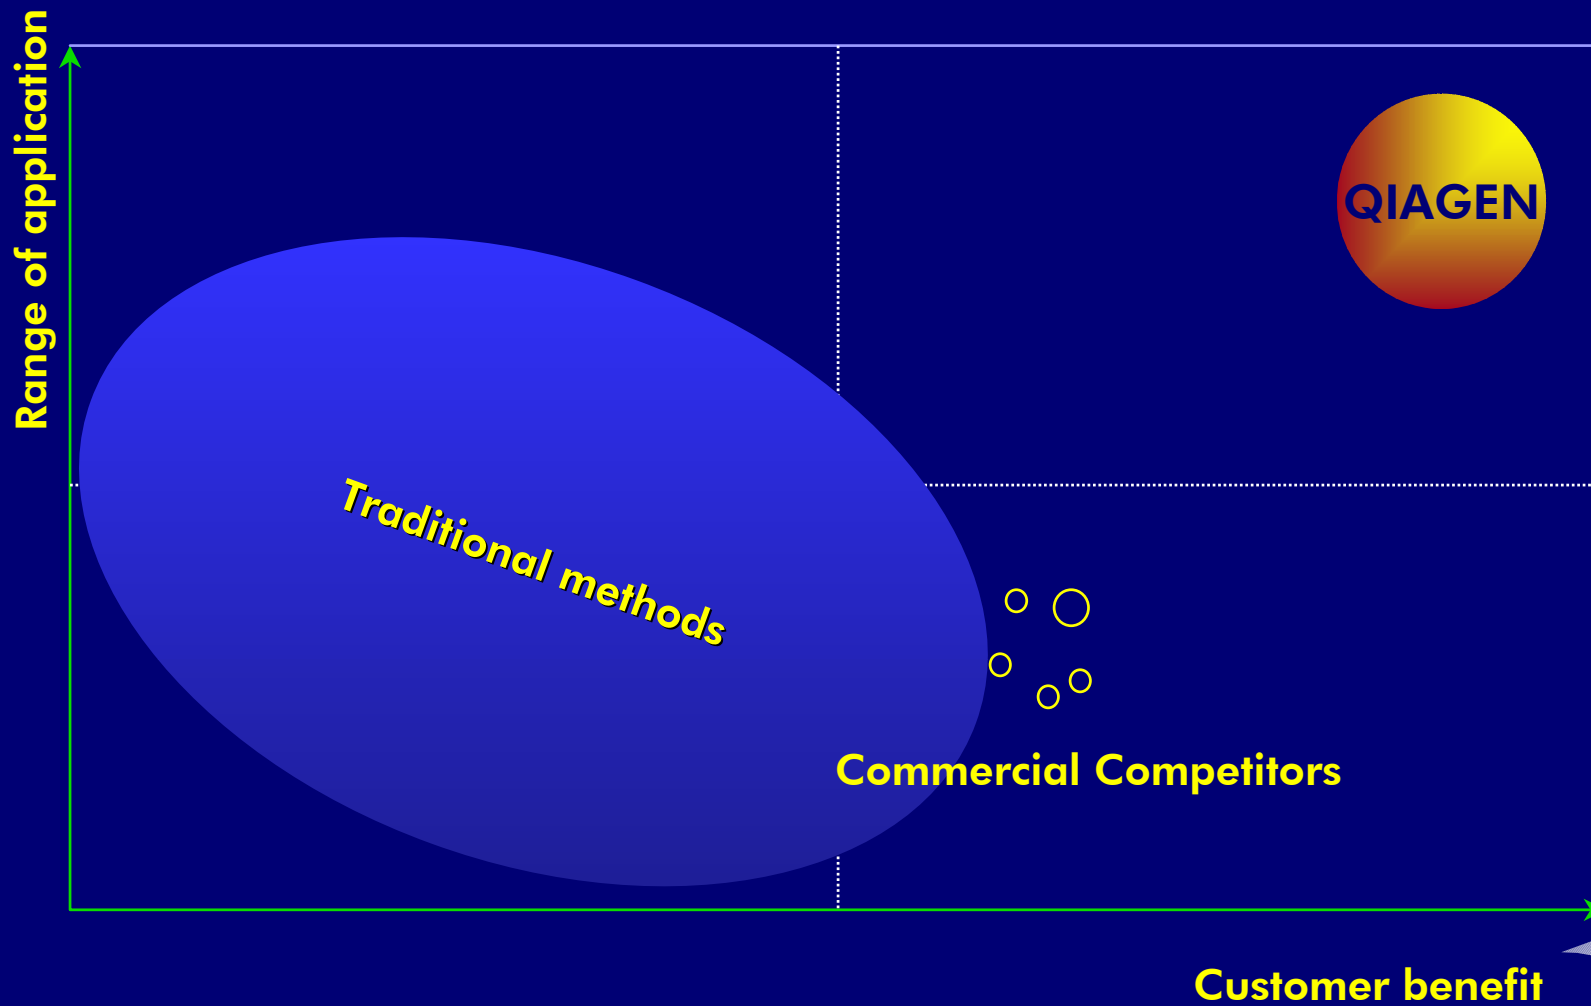 Range of application
QIAGEN
Traditional methods
Commercial Competitors
Customer benefit